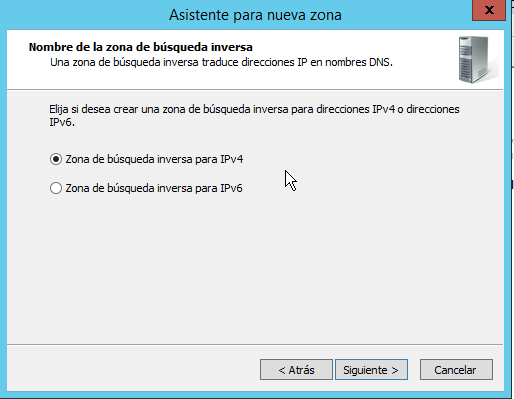 Asistente para nueva zona
x
Nombre de la zona de búsqueda inversa
Una zona de búsqueda inversa traduce direcciones IP en nombres DNS.
Elija si desea crear una zona de búsqueda inversa para direcciones IPv4 o direcciones
IPv6.
Zona de búsqueda inversa para IPv4
Zona de búsqueda inversa para IPv6
< Atrás Siguiente > Cancelar